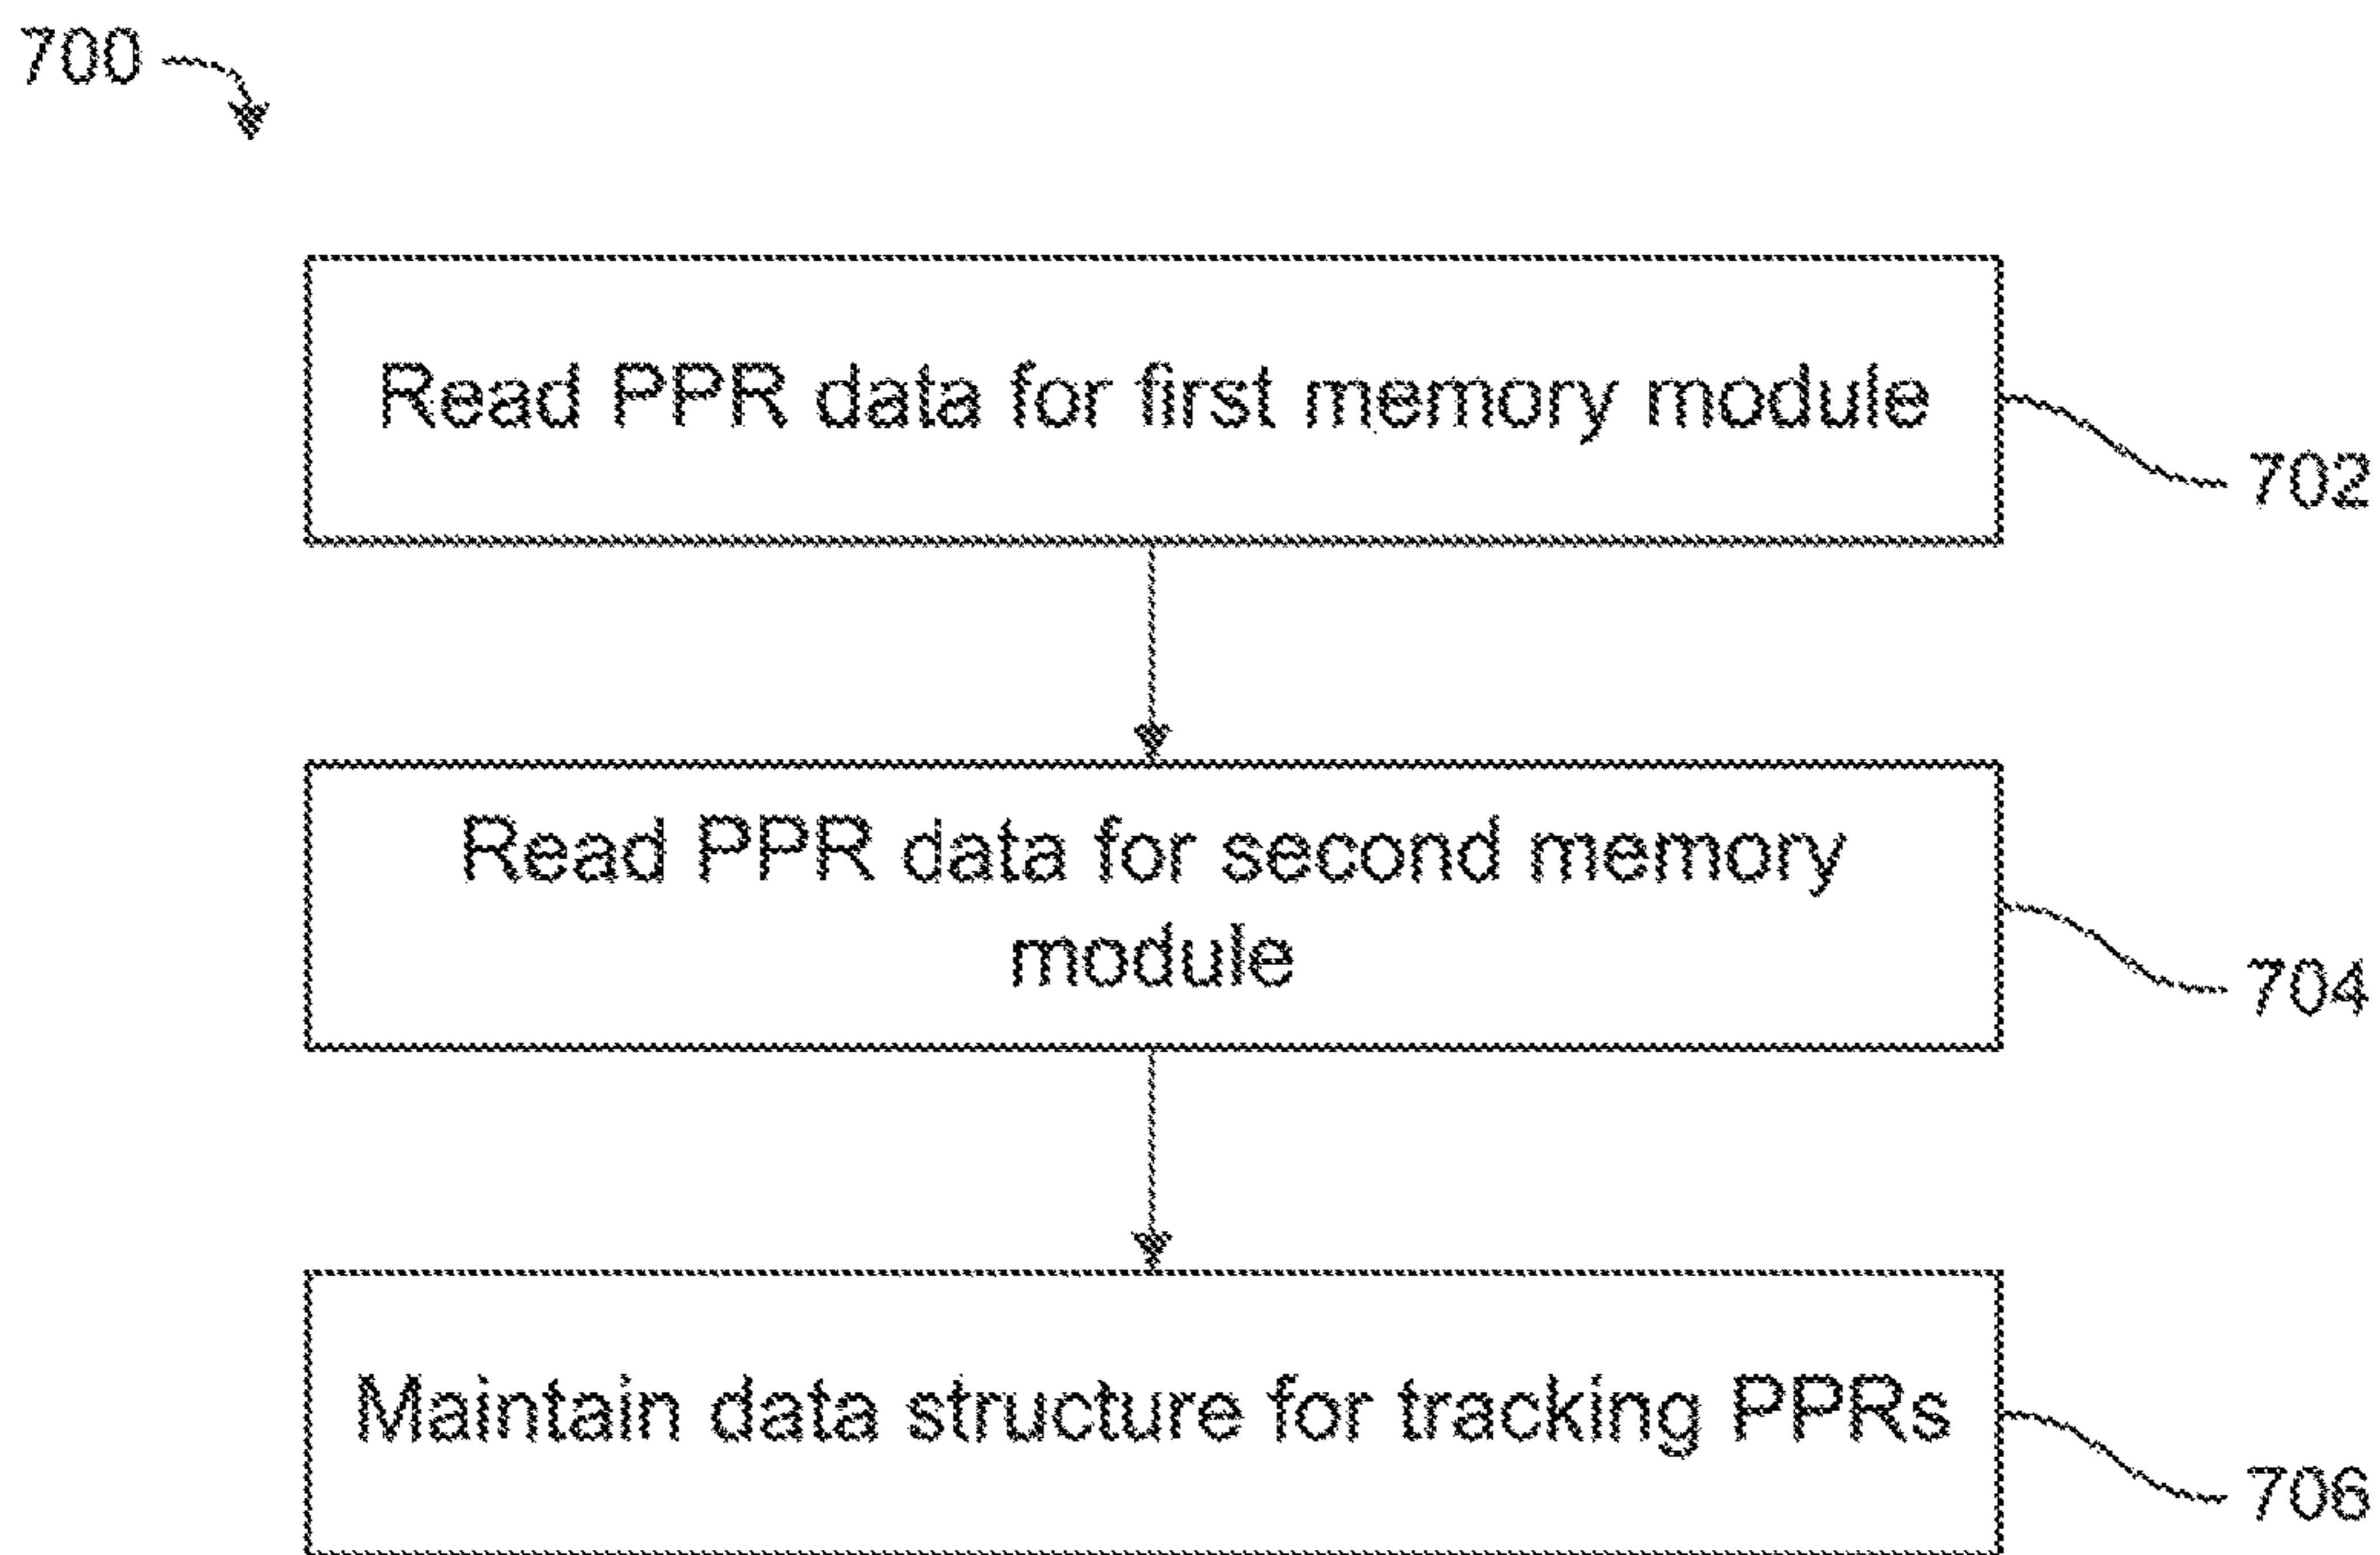 700
Read PPR data for first memory module
702
Read PPR data for second memory
module
704
Maintain data structure for tracking PPRs
706